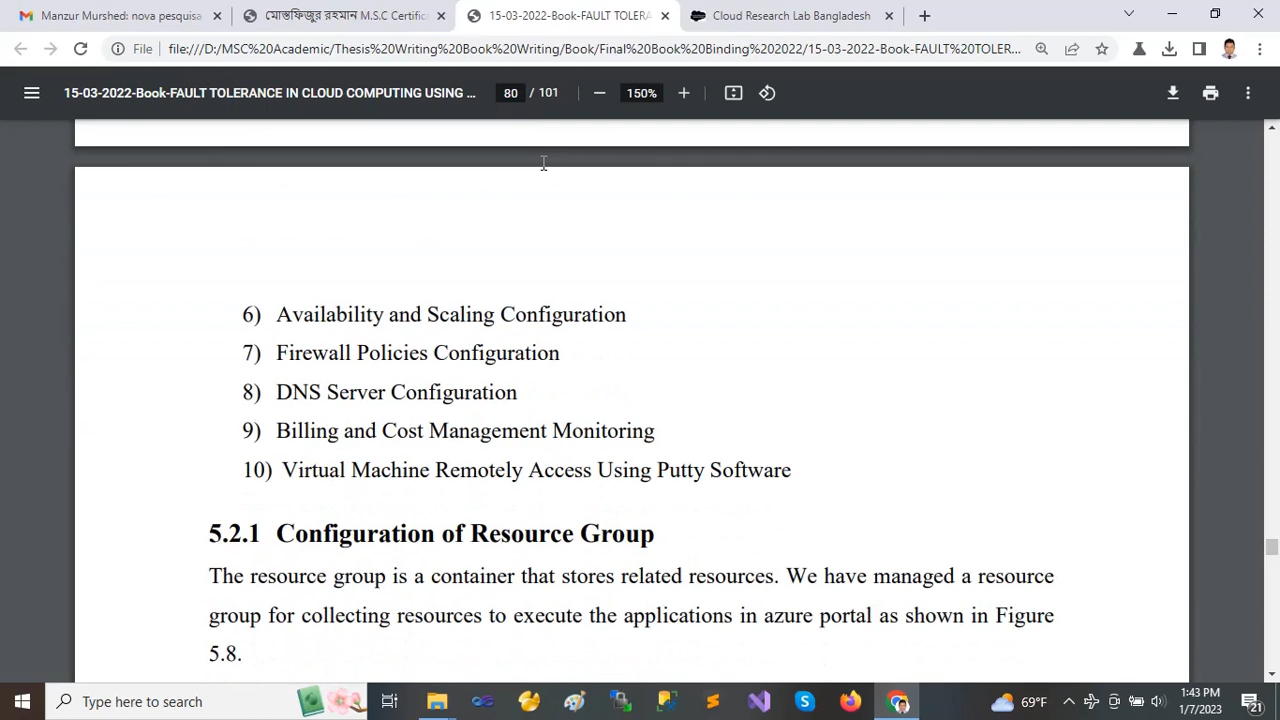 Manzur Murshed: nova pesquisa
মোস্তফিজুর রহমান M.S.C Certific
15-03-2022-Book-FAULT TOLERA
Cloud Research Lab Bangladesh
File
file:///D:/MSC%20Academic/Thesis%20Writing%20Book%20Writing/Book/Final%20Book%20Binding%202022/15-03-2022-Book-FAULT%20TOLER...
15-03-2022-Book-FAULT TOLERANCE IN CLOUD COMPUTING USING ...
80 / 101
150%
6) Availability and Scaling Configuration
7) Firewall Policies Configuration
8) DNS Server Configuration
9) Billing and Cost Management Monitoring
10) Virtual Machine Remotely Access Using Putty Software
5.2.1 Configuration of Resource Group
The resource group is a container that stores related resources. We have managed a resource
group for collecting resources to execute the applications in azure portal as shown in Figure
5.8.
Type here to search
69°F
1:43 PM
1/7/2023
21